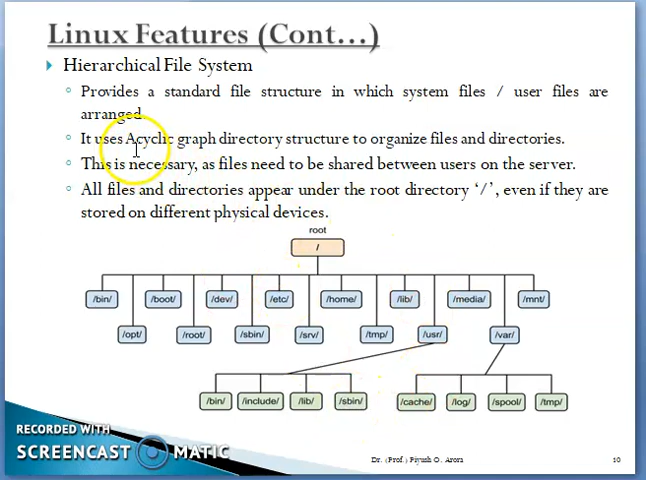 Linux Features (Cont…)
Hierarchical File System
Provides a standard file structure in which system files / user files are
arranged.
It uses Acyclic graph directory structure to organize files and directories.
This is necessary, as files need to be shared between users on the server.
All files and directories appear under the root directory ‘/’, even if they are
stored on different physical devices.
root
/
/bin/ /boot/ /dev/ /etc/ /home/ /lib/ /media/ /mnt/
/opt/ /root/ /sbin/ /srv/ /tmp/ /usr/ /var/
/bin/ /include/ /lib/ /sbin/ /cache/ /log/ /spool/ /tmp/
RECORDED WITH
SCREENCAST MATIC
Dr. (Prof.) Piyush O. Arora 10